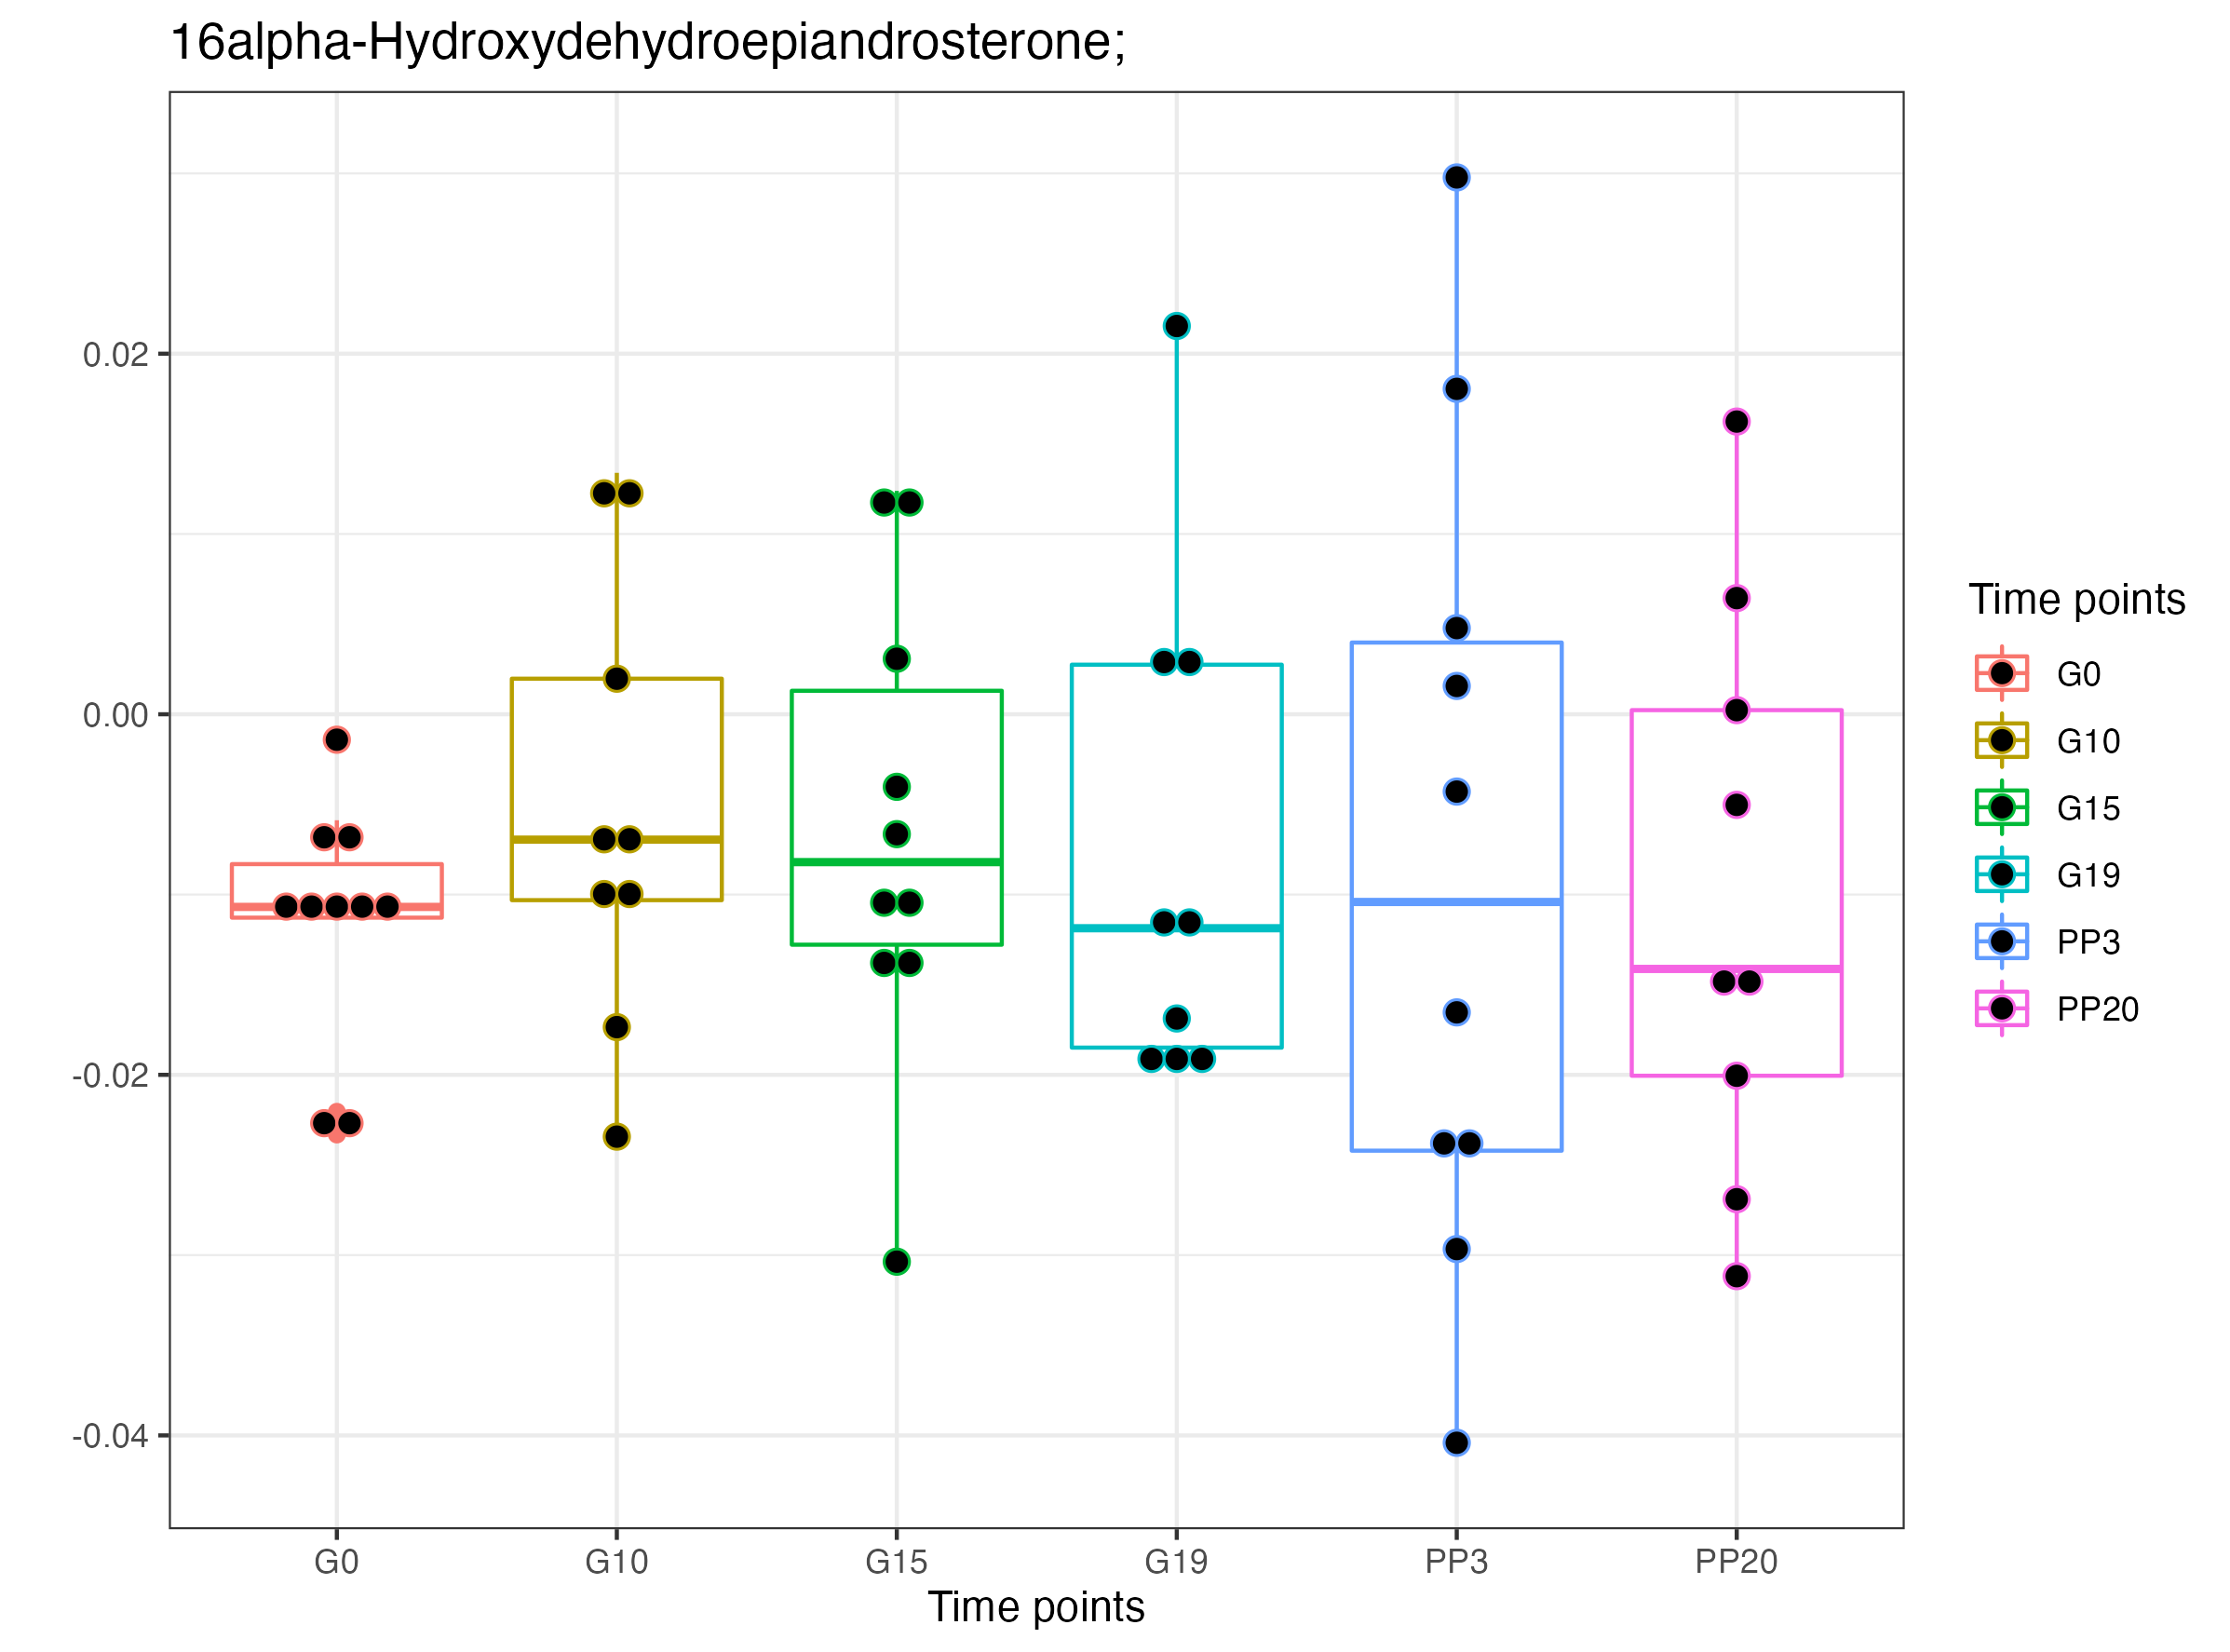 16alpha-Hydroxydehydroepiandrosterone;
0.02
0.00
-0.02
-0.04
G0 G10 G15 G19 PP3 PP20
Time points
Time points
G0
G10
G15
G19
PP3
PP20